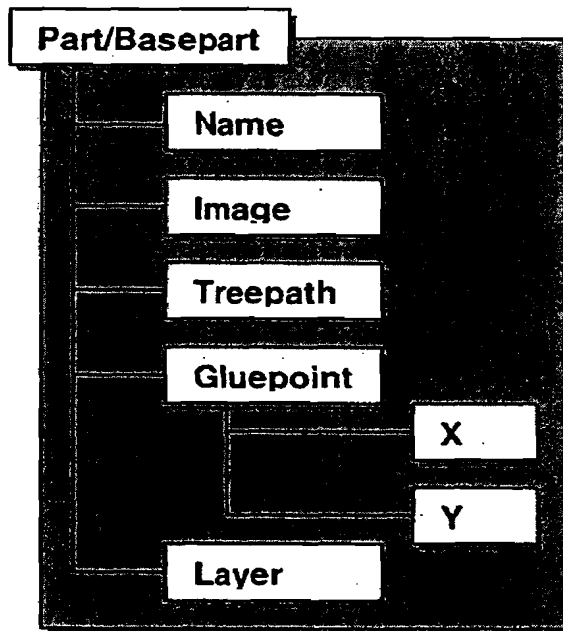 Part/Basepart
Name
Image
Treepath
Gluepoint
X
Y
Layer